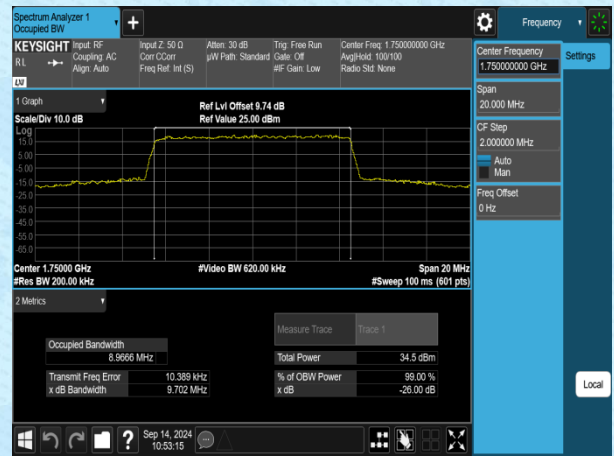 Spectrum Analyzer 1
Occupied BW
Frequency
KEYSIGHT
Input: RF
Coupling: AC
Align: Auto
Input Z: 50 Ω
Corr CCorr
Freq Ref: Int (S)
Atten: 30 dB
µW Path: Standard
Trig: Free Run
Gate: Off
#IF Gain: Low
Center Freq: 1.750000000 GHz
Avg|Hold: 100/100
Radio Std: None
RL
LXI
Center Frequency
1.750000000 GHz
Settings
Span
20.000 MHz
CF Step
2.000000 MHz
Auto
Man
Freq Offset
0 Hz
Local
1 Graph
Scale/Div 10.0 dB
Ref Lvl Offset 9.74 dB
Ref Value 25.00 dBm
Log
15.0
5.00
-5.00
-15.0
-25.0
-35.0
-45.0
-55.0
-65.0
Center 1.75000 GHz
#Res BW 200.00 kHz
#Video BW 620.00 kHz
Span 20 MHz
#Sweep 100 ms (601 pts)
2 Metrics
Measure Trace
Trace 1
Occupied Bandwidth
8.9666 MHz
Total Power
34.5 dBm
Transmit Freq Error
10.389 kHz
% of OBW Power
99.00 %
x dB Bandwidth
9.702 MHz
x dB
-26.00 dB
?
Sep 14, 2024
10:53:15